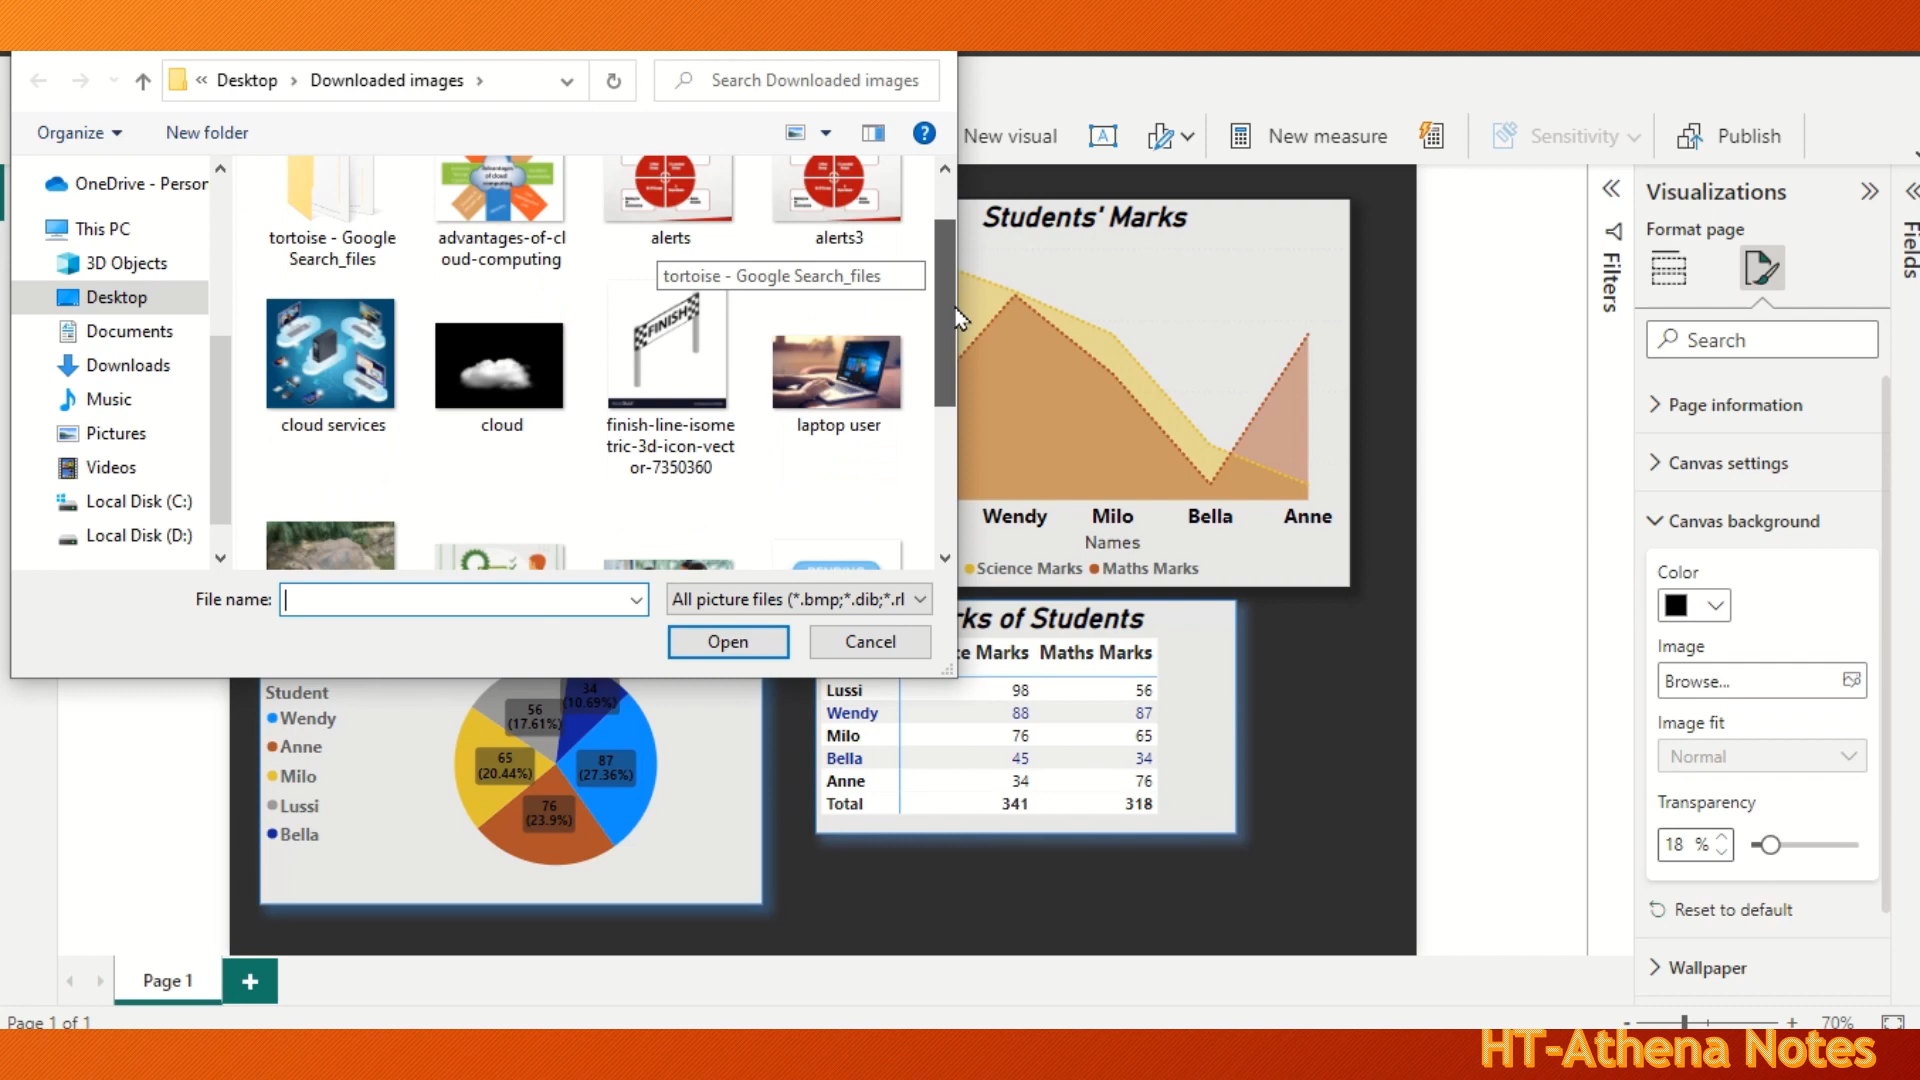 « Desktop › Downloaded images ›
Search Downloaded images
Organize
New folder
New visual
New measure
Sensitivity
Publish
OneDrive - Person
This PC
3D Objects
Desktop
Documents
Downloads
Music
Pictures
Videos
Local Disk (C:)
Local Disk (D:)
tortoise - Google
Search_files
advantages-of-cl
oud-computing
alerts
alerts3
tortoise - Google Search_files
FINISH
cloud services
cloud
finish-line-isome
tric-3d-icon-vect
or-7350360
laptop user
File name:
All picture files (*.bmp;*.dib;*.rl
Open
Cancel
Students' Marks
Wendy
Milo
Bella
Anne
Names
Science Marks
Maths Marks
rks of Students
ce Marks Maths Marks
Lussi 98 56
Wendy 88 87
Milo 76 65
Bella 45 34
Anne 34 76
Total 341 318
Student
Wendy
Anne
Milo
Lussi
Bella
34
(10.69%)
56
(17.61%)
65
(20.44%)
87
(27.36%)
76
(23.9%)
Filters
Visualizations
Format page
Search
Page information
Canvas settings
Canvas background
Color
Image
Browse...
Image fit
Normal
Transparency
18 %
Reset to default
Wallpaper
Fields
Page 1
Page 1 of 1
70%
HT-Athena Notes